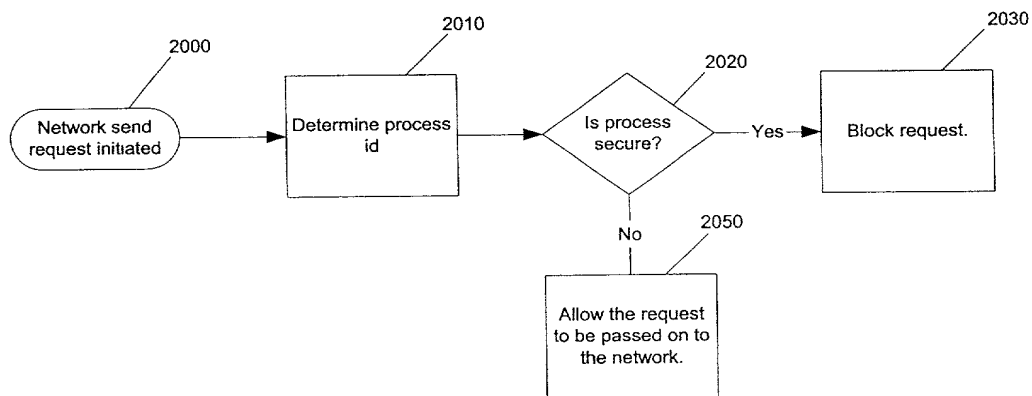 2000
2010
2020
2030
Network send
request initiated
Determine process
id
Is process
secure?
Yes
Block request.
No
2050
Allow the request
to be passed on to
the network.